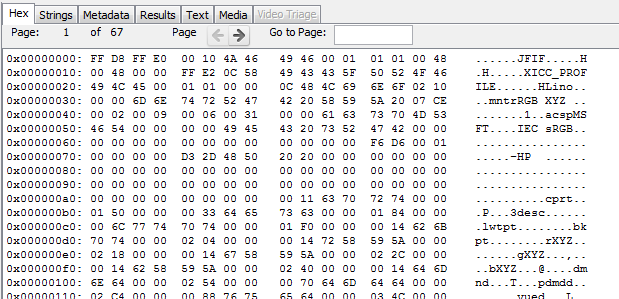 Hex Strings Metadata Results Text Media Video Triage
Page: 1 of 67 Page Go to Page:
0x00000000: FF D8 FF E0 00 10 4A 46 49 46 00 01 01 01 00 48 ......JFIF.....H
0x00000010: 00 48 00 00 FF E2 0C 58 49 43 43 5F 50 52 4F 46 .H.....XICC_PROF
0x00000020: 49 4C 45 00 01 01 00 00 0C 48 4C 69 6E 6F 02 10 ILE......HLino..
0x00000030: 00 00 6D 6E 74 72 52 47 42 20 58 59 5A 20 07 CE ..mntrRGB XYZ ..
0x00000040: 00 02 00 09 00 06 00 31 00 00 61 63 73 70 4D 53 .......1..acspMS
0x00000050: 46 54 00 00 00 00 49 45 43 20 73 52 47 42 00 00 FT....IEC sRGB..
0x00000060: 00 00 00 00 00 00 00 00 00 00 00 00 F6 D6 00 01 ................
0x00000070: 00 00 00 00 D3 2D 48 50 20 20 00 00 00 00 00 00 .....-HP ......
0x00000080: 00 00 00 00 00 00 00 00 00 00 00 00 00 00 00 00 ................
0x00000090: 00 00 00 00 00 00 00 00 00 00 00 00 00 00 00 00 ................
0x000000a0: 00 00 00 00 00 00 00 00 00 11 63 70 72 74 00 00 ..........cprt..
0x000000b0: 01 50 00 00 00 33 64 65 73 63 00 00 01 84 00 00 .P...3desc......
0x000000c0: 00 6C 77 74 70 74 00 00 01 F0 00 00 00 14 62 6B .lwtpt........bk
0x000000d0: 70 74 00 00 02 04 00 00 00 14 72 58 59 5A 00 00 pt........rXYZ..
0x000000e0: 02 18 00 00 00 14 67 58 59 5A 00 00 02 2C 00 00 ......gXYZ...,..
0x000000f0: 00 14 62 58 59 5A 00 00 02 40 00 00 00 14 64 6D ..bXYZ...@....dm
0x00000100: 6E 64 00 00 02 54 00 00 00 70 64 6D 64 64 00 00 nd...T...pdmdd..
0x00000110: 02 C4 00 00 00 88 76 75 65 64 00 00 03 4C 00 00 ......vued...L..